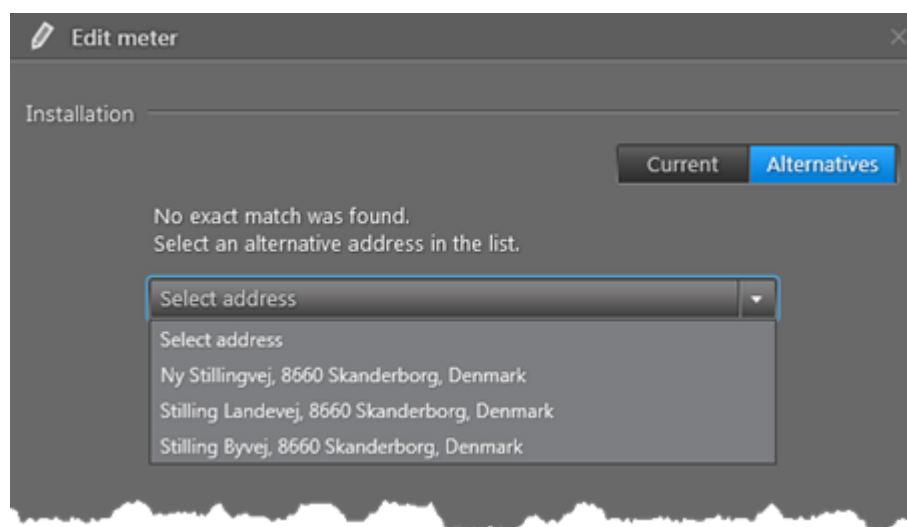 Edit meter
Installation
Current
Alternatives
No exact match was found.
Select an alternative address in the list.
Select address
Select address
Ny Stillingvej, 8660 Skanderborg, Denmark
Stilling Landevej, 8660 Skanderborg, Denmark
Stilling Byvej, 8660 Skanderborg, Denmark